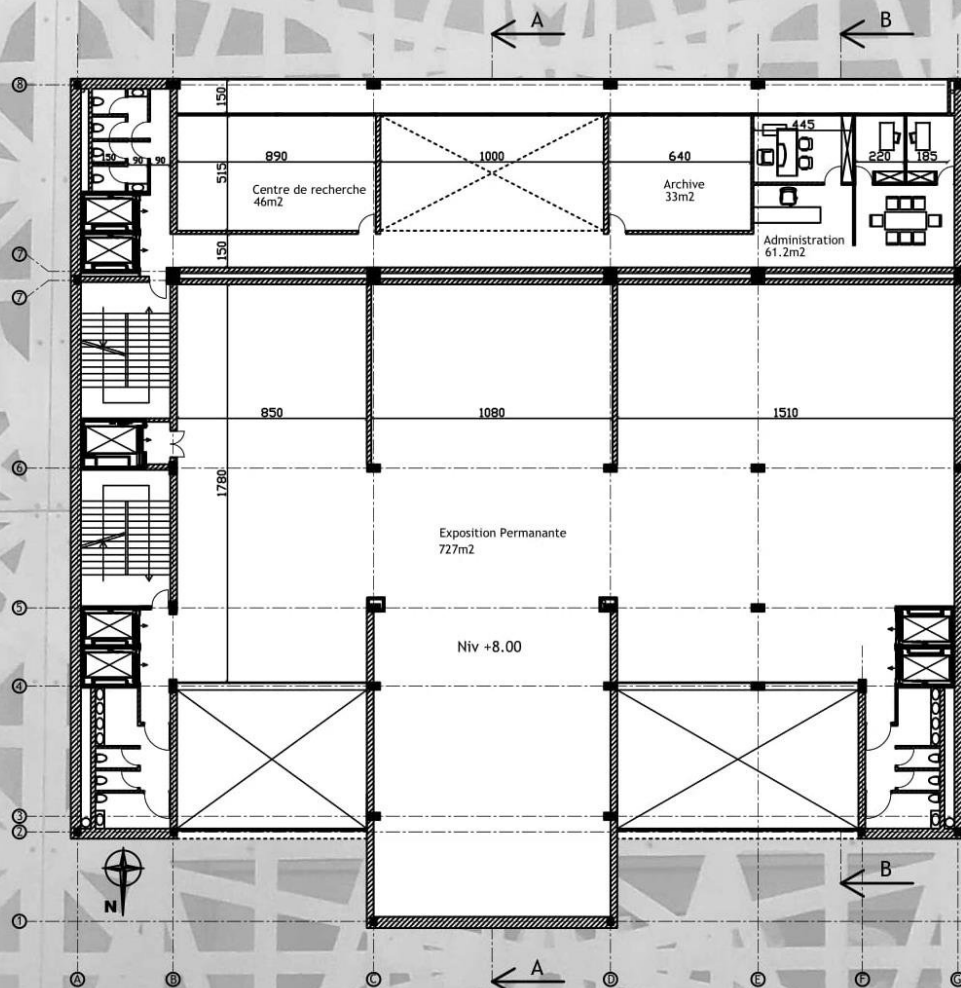 A
B
8
150
445
150
90
90
890
515
1000
640
220
185
Centre de recherche
46m2
Archive
33m2
150
Administration
61.2m2
7
7
850
1080
1510
6
1780
Exposition Permanante
727m2
5
Niv +8.00
4
3
2
B
N
1
A
A
B
C
D
E
F
G